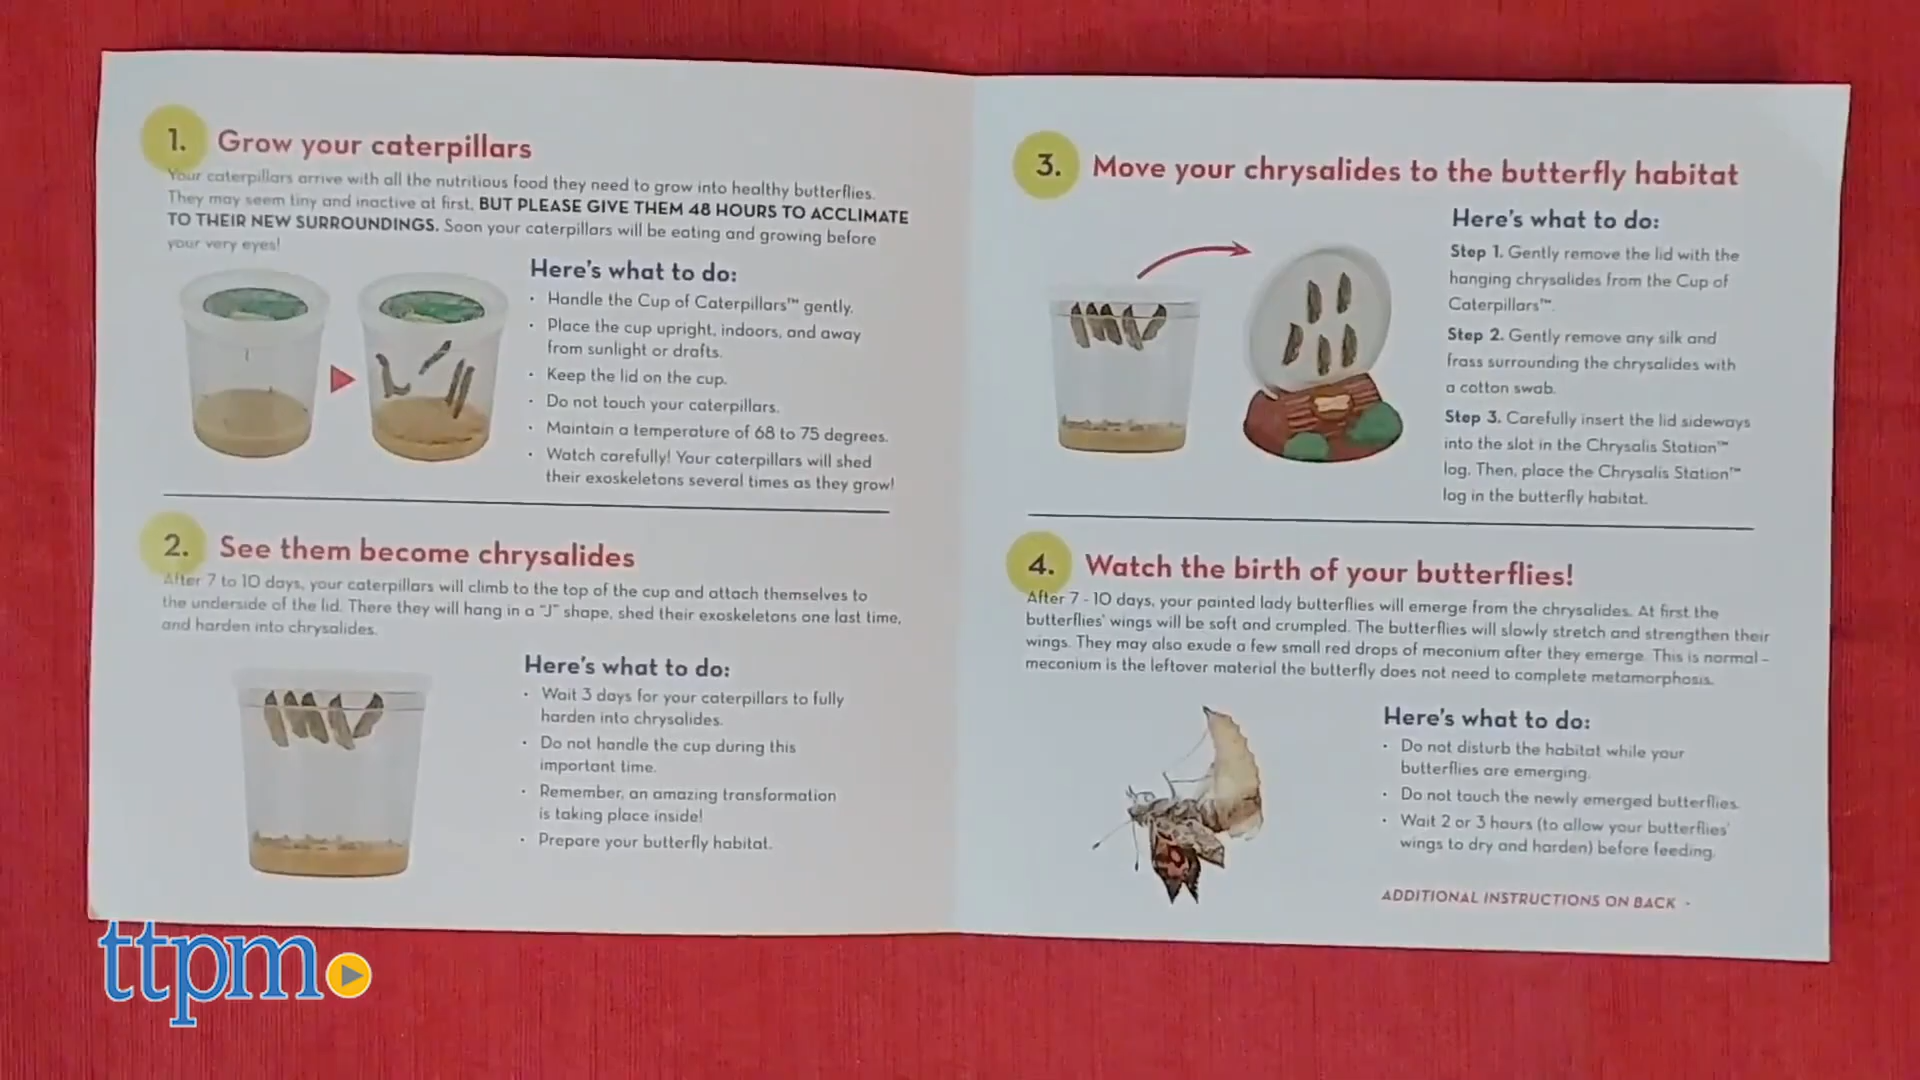 1. Grow your caterpillars
Your caterpillars arrive with all the nutritious food they need to grow into healthy butterflies.
They may seem tiny and inactive at first, BUT PLEASE GIVE THEM 48 HOURS TO ACCLIMATE
TO THEIR NEW SURROUNDINGS. Soon your caterpillars will be eating and growing before
your very eyes!
Here's what to do:
• Handle the Cup of Caterpillars™ gently.
• Place the cup upright, indoors, and away
from sunlight or drafts.
• Keep the lid on the cup.
• Do not touch your caterpillars.
• Maintain a temperature of 68 to 75 degrees.
• Watch carefully! Your caterpillars will shed
their exoskeletons several times as they grow!
2. See them become chrysalides
After 7 to 10 days, your caterpillars will climb to the top of the cup and attach themselves to
the underside of the lid. There they will hang in a "J" shape, shed their exoskeletons one last time,
and harden into chrysalides.
Here's what to do:
• Wait 3 days for your caterpillars to fully
harden into chrysalides.
• Do not handle the cup during this
important time.
• Remember, an amazing transformation
is taking place inside!
• Prepare your butterfly habitat.
3. Move your chrysalides to the butterfly habitat
Here's what to do:
Step 1. Gently remove the lid with the
hanging chrysalides from the Cup of
Caterpillars™.
Step 2. Gently remove any silk and
frass surrounding the chrysalides with
a cotton swab.
Step 3. Carefully insert the lid sideways
into the slot in the Chrysalis Station™
log. Then, place the Chrysalis Station™
log in the butterfly habitat.
4. Watch the birth of your butterflies!
After 7 - 10 days, your painted lady butterflies will emerge from the chrysalides. At first the
butterflies' wings will be soft and crumpled. The butterflies will slowly stretch and strengthen their
wings. They may also exude a few small red drops of meconium after they emerge. This is normal –
meconium is the leftover material the butterfly does not need to complete metamorphosis.
Here's what to do:
• Do not disturb the habitat while your
butterflies are emerging.
• Do not touch the newly emerged butterflies.
• Wait 2 or 3 hours (to allow your butterflies'
wings to dry and harden) before feeding.
ADDITIONAL INSTRUCTIONS ON BACK -
ttpm